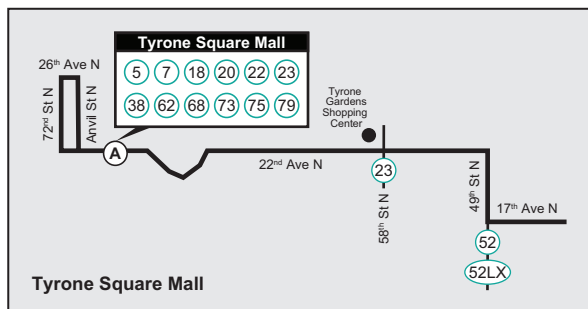 Tyrone Square Mall
5 7 18 20 22 23
38 62 68 73 75 79
26th Ave N
72nd St N
Anvil St N
A
Tyrone
Gardens
Shopping
Center
22nd Ave N
23
58th St N
49th St N
17th Ave N
52
52LX
Tyrone Square Mall